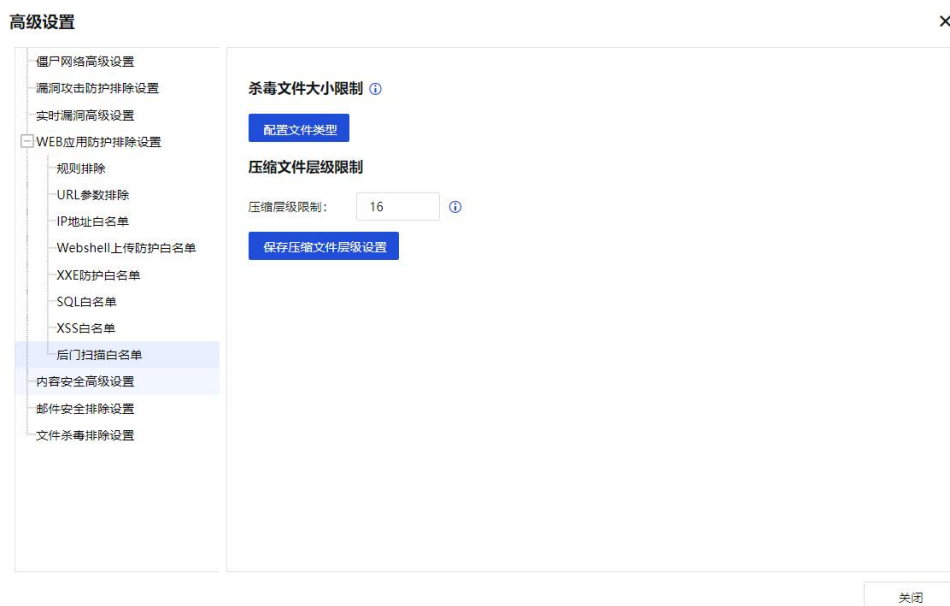 高级设置
僵尸网络高级设置
漏洞攻击防护排除设置
实时漏洞高级设置
WEB应用防护排除设置
规则排除
URL参数排除
IP地址白名单
Webshell上传防护白名单
XXE防护白名单
SQL白名单
XSS白名单
后门扫描白名单
内容安全高级设置
邮件安全排除设置
文件杀毒排除设置
杀毒文件大小限制
配置文件类型
压缩文件层级限制
压缩层级限制: 16
保存压缩文件层级设置
关闭